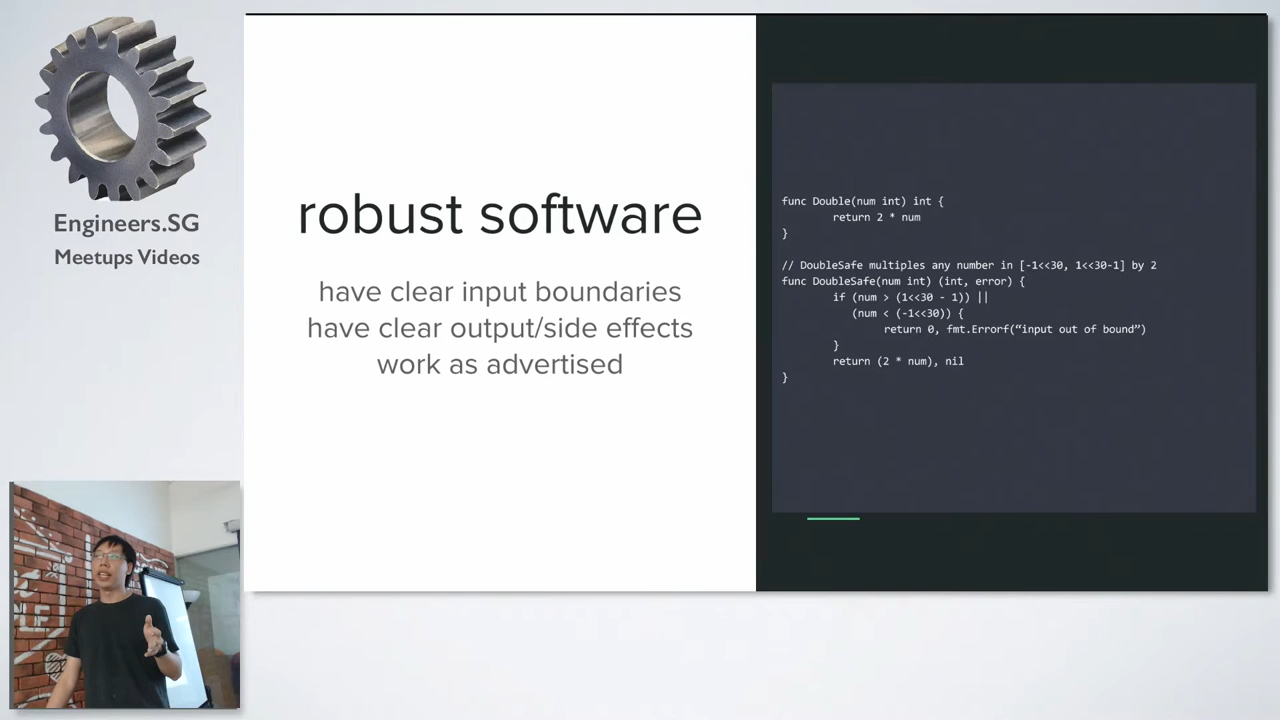 Engineers.SG
Meetups Videos
robust software
have clear input boundaries
have clear output/side effects
work as advertised
func Double(num int) int {
return 2 * num
}
// DoubleSafe multiples any number in [-1<<30, 1<<30-1] by 2
func DoubleSafe(num int) (int, error) {
if (num > (1<<30 - 1)) ||
(num < (-1<<30)) {
return 0, fmt.Errorf(“input out of bound”)
}
return (2 * num), nil
}